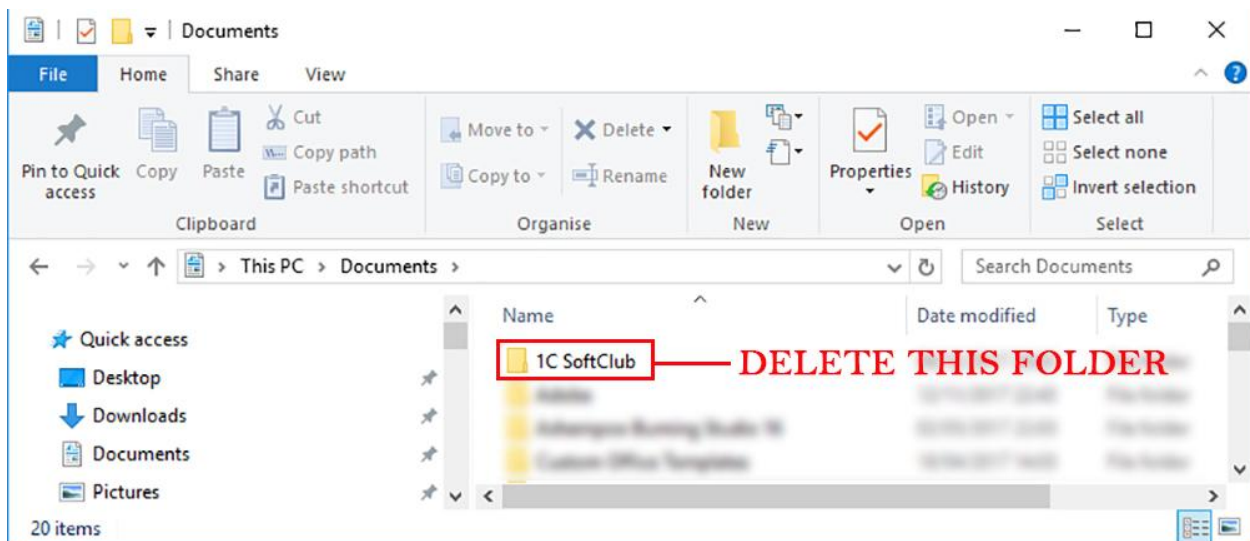 Documents
File Home Share View
Pin to Quick access
Copy
Paste
Cut
Copy path
Paste shortcut
Clipboard
Move to
Copy to
Delete
Rename
Organise
New folder
New
Properties
Open
Edit
History
Open
Select all
Select none
Invert selection
Select
This PC > Documents >
Search Documents
Name Date modified Type
Quick access
Desktop
Downloads
Documents
Pictures
1C SoftClub
DELETE THIS FOLDER
20 items